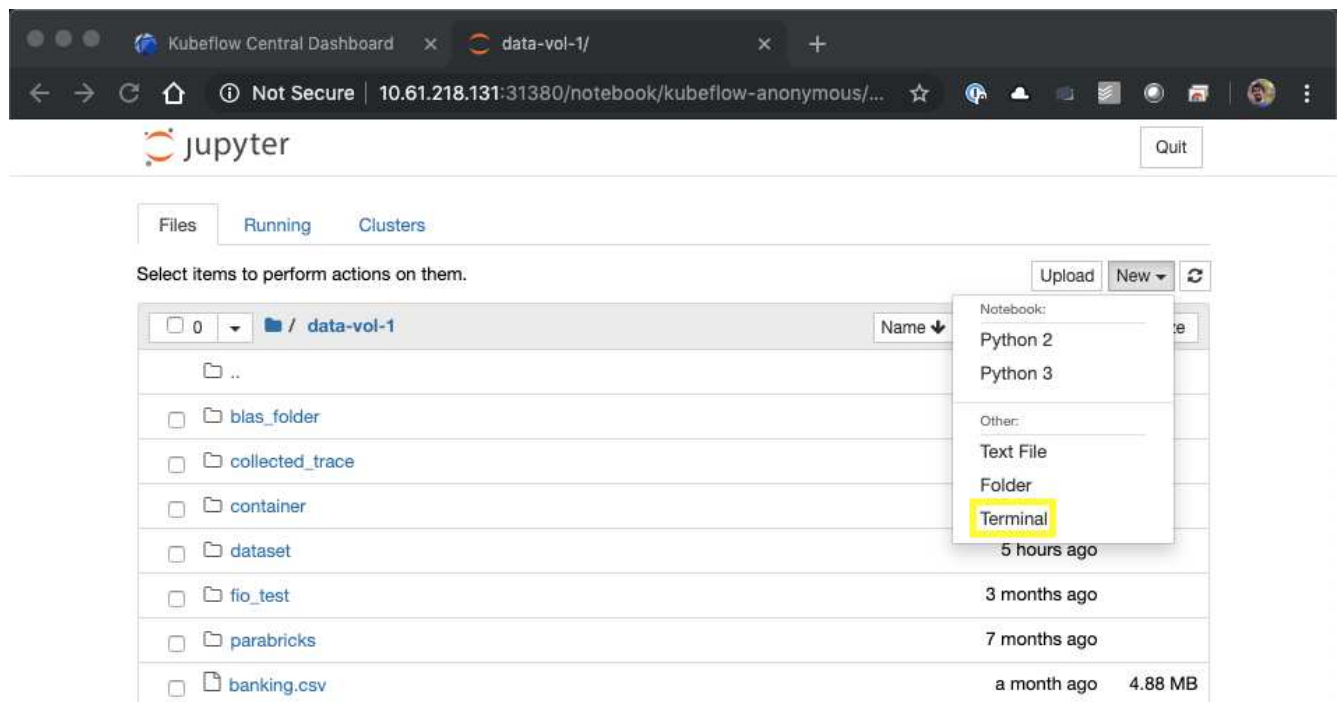 Kubeflow Central Dashboard
data-vol-1/
Not Secure | 10.61.218.131:31380/notebook/kubeflow-anonymous/...
jupyter
Quit
Files Running Clusters
Select items to perform actions on them.
Upload New
0 / data-vol-1 Name
Notebook:
Python 2
Python 3
Other:
Text File
Folder
Terminal
..
blas_folder
collected_trace
container
dataset 5 hours ago
fio_test 3 months ago
parabricks 7 months ago
banking.csv a month ago 4.88 MB